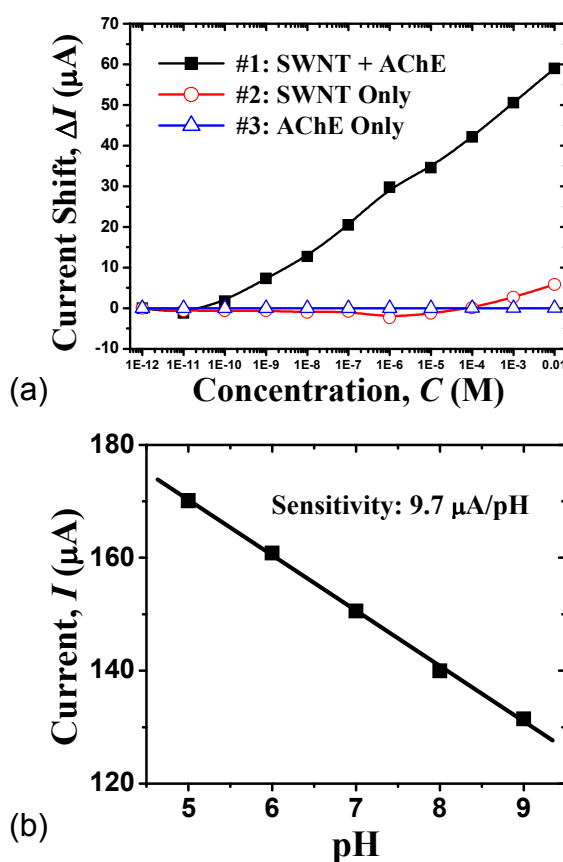 70
#1: SWNT + AChE
60
#2: SWNT Only
50
#3: AChE Only
40
30
20
10
0
-10
Current Shift, ΔI (μA)
1E-12 1E-11 1E-10 1E-9 1E-8 1E-7 1E-6 1E-5 1E-4 1E-3 0.01
Concentration, C (M)
(a)
180
Sensitivity: 9.7 μA/pH
160
140
120
Current, I (μA)
5 6 7 8 9
pH
(b)